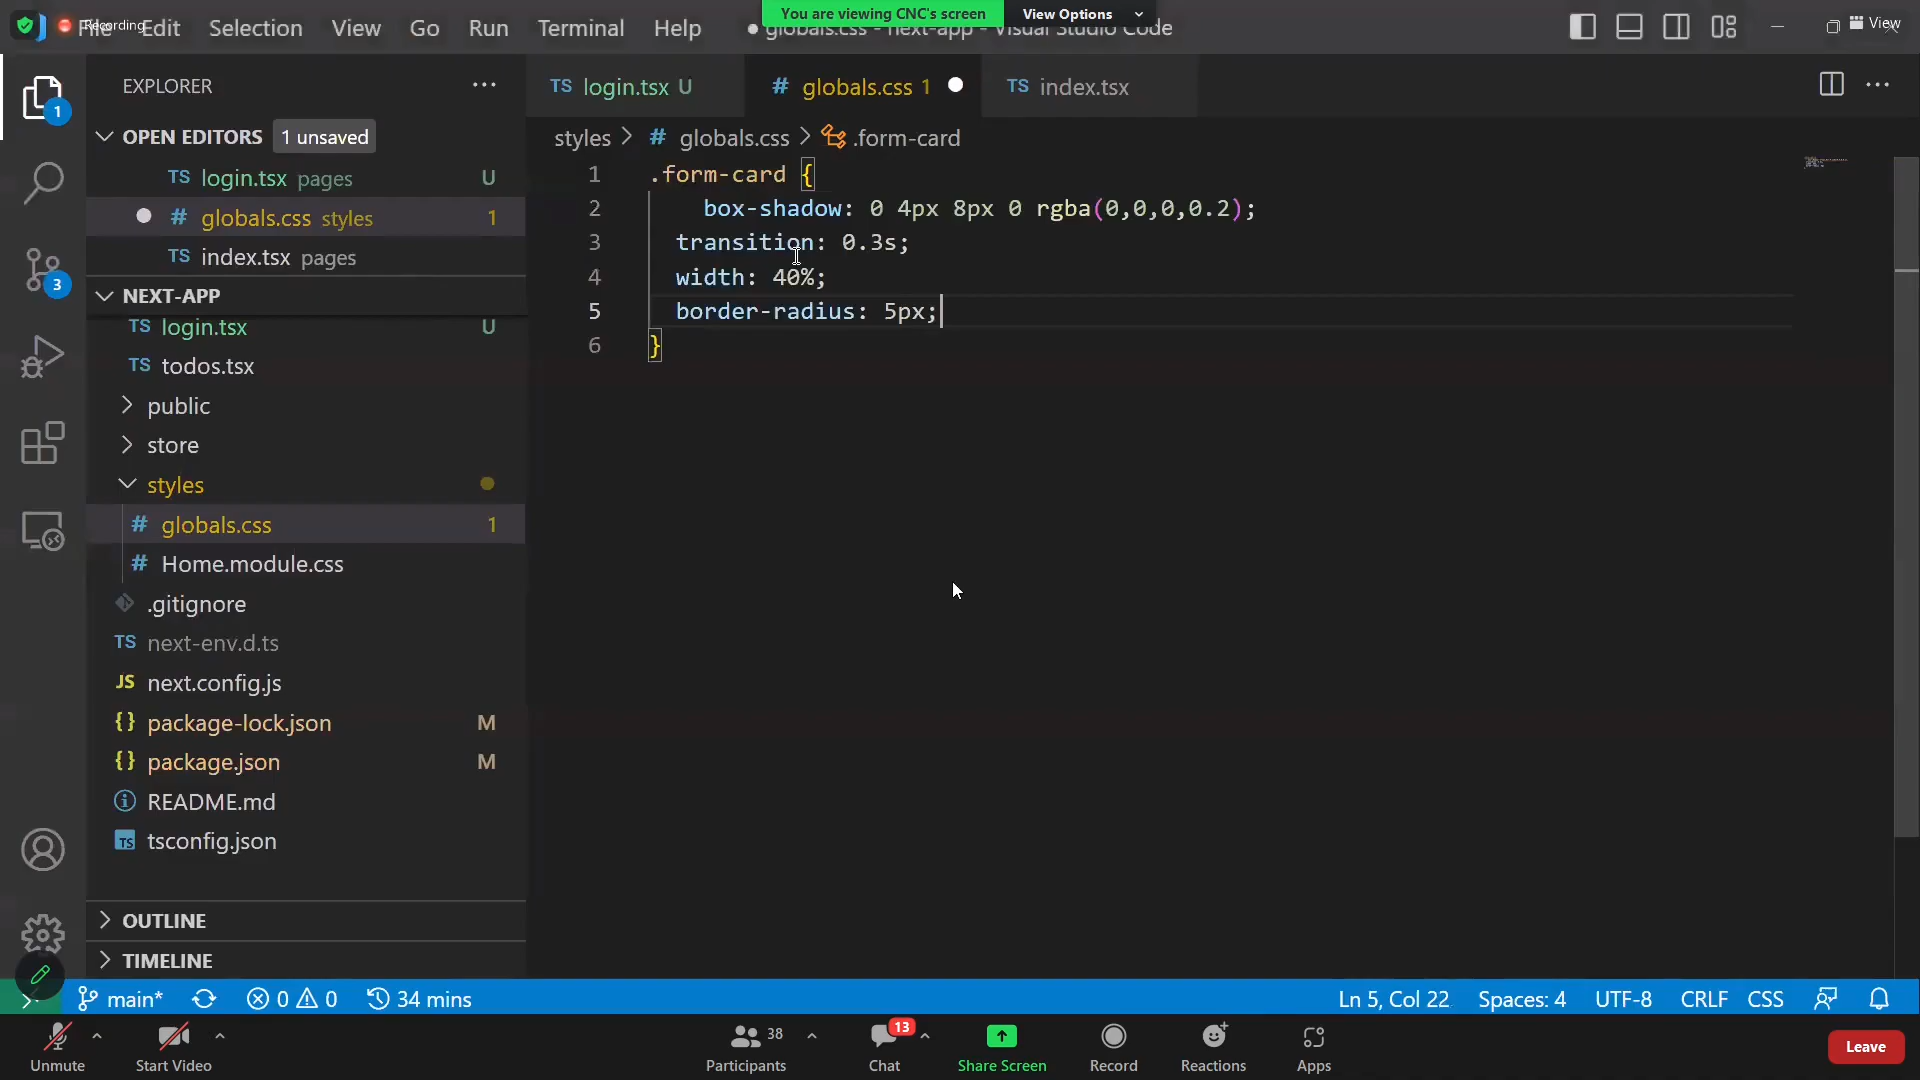 You are viewing CNC's screen View Options
Recording File Edit Selection View Go Run Terminal Help globals.css - next-app - Visual Studio Code View
EXPLORER
OPEN EDITORS 1 unsaved
TS login.tsx pages U
# globals.css styles 1
TS index.tsx pages
NEXT-APP
TS login.tsx U
TS todos.tsx
public
store
styles
# globals.css 1
# Home.module.css
.gitignore
TS next-env.d.ts
JS next.config.js
{} package-lock.json M
{} package.json M
README.md
TS tsconfig.json
OUTLINE
TIMELINE
1
3
TS login.tsx U
# globals.css 1
TS index.tsx
styles > # globals.css > .form-card
1 .form-card {
2 box-shadow: 0 4px 8px 0 rgba(0,0,0,0.2);
3 transition: 0.3s;
4 width: 40%;
5 border-radius: 5px;
6 }
main* 0 0 34 mins Ln 5, Col 22 Spaces: 4 UTF-8 CRLF CSS
Unmute Start Video Participants 38 Chat 13 Share Screen Record Reactions Apps Leave